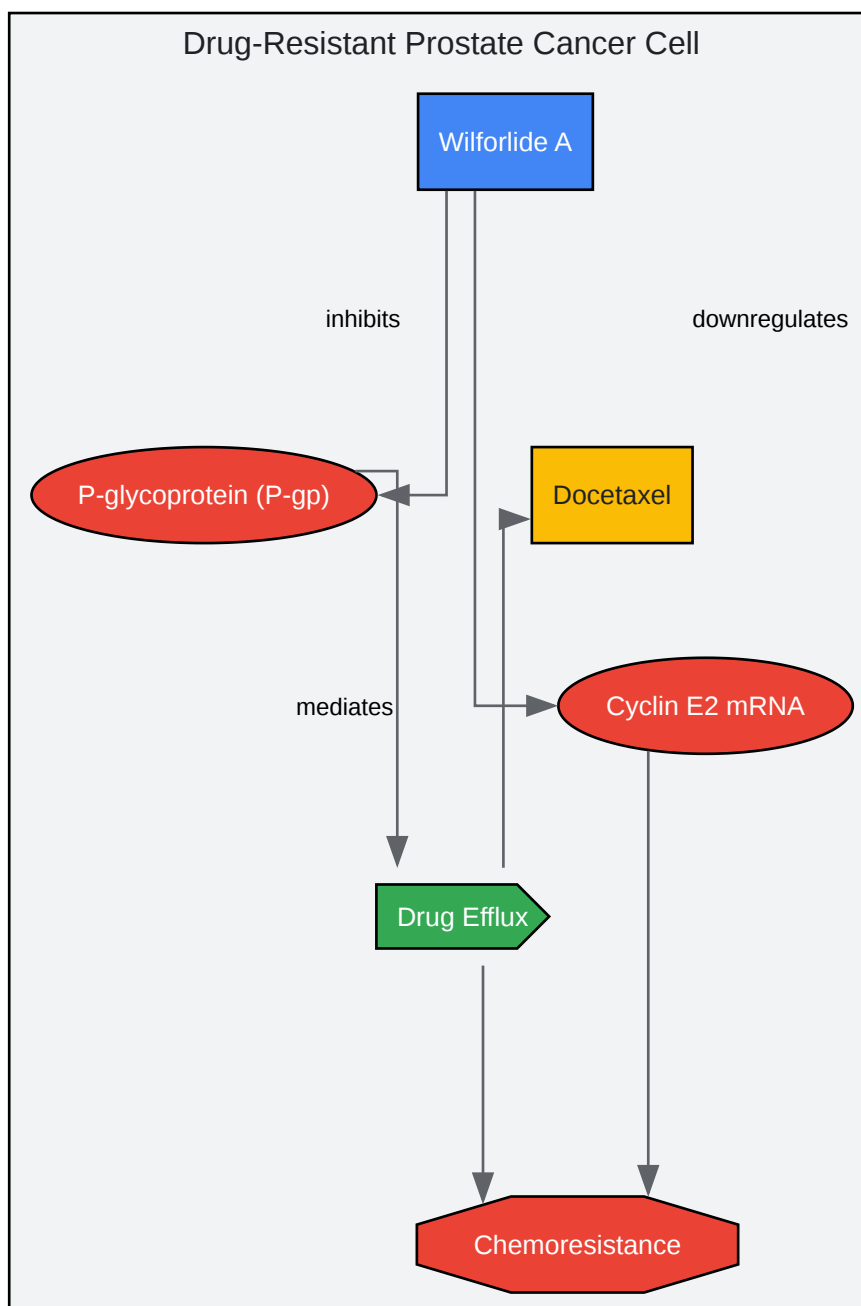 Drug-Resistant Prostate Cancer Cell
Wilforlide A
inhibits
downregulates
P-glycoprotein (P-gp)
Docetaxel
mediates
Cyclin E2 mRNA
Drug Efflux
Chemoresistance